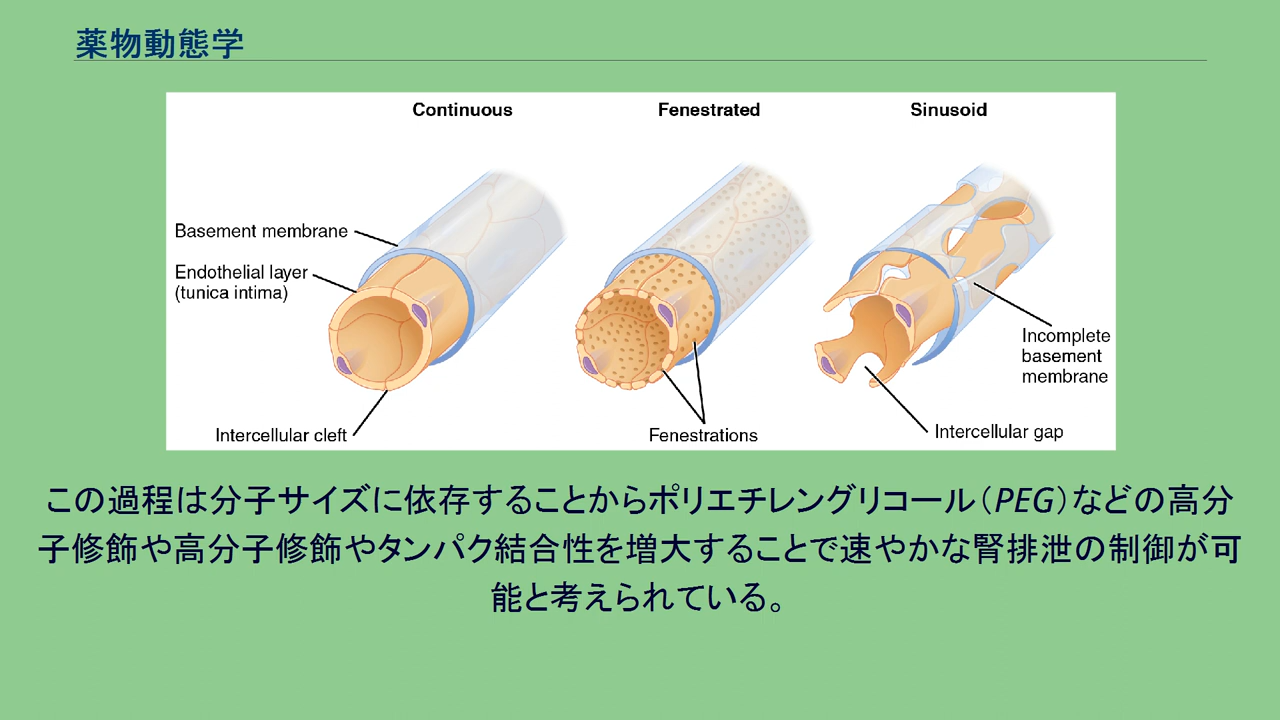 薬物動態学
Continuous
Fenestrated
Sinusoid
Basement membrane
Endothelial layer
(tunica intima)
Intercellular cleft
Fenestrations
Incomplete
basement
membrane
Intercellular gap
この過程は分子サイズに依存することからポリエチレングリコール（PEG）などの高分
子修飾や高分子修飾やタンパク結合性を増大することで速やかな腎排泄の制御が可
能と考えられている。